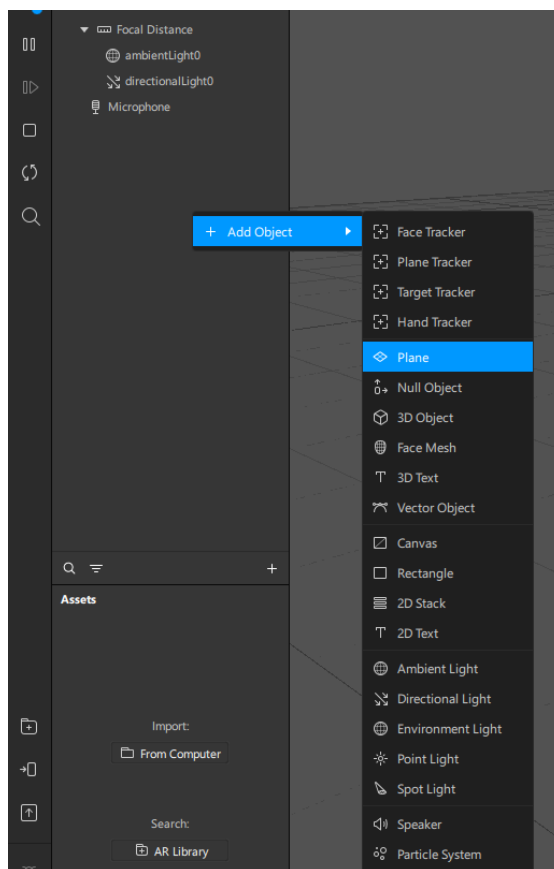 Focal Distance
ambientLight0
directionalLight0
Microphone
+ Add Object
Face Tracker
Plane Tracker
Target Tracker
Hand Tracker
Plane
Null Object
3D Object
Face Mesh
3D Text
Vector Object
Canvas
Rectangle
2D Stack
2D Text
Ambient Light
Directional Light
Environment Light
Point Light
Spot Light
Speaker
Particle System
Assets
Import:
From Computer
Search:
AR Library